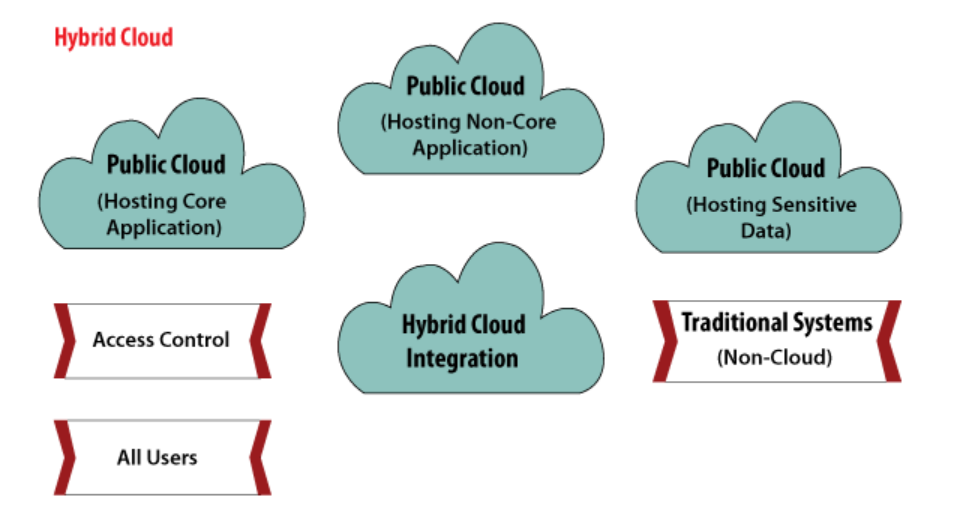 Hybrid Cloud
Public Cloud
(Hosting Non-Core
Application)
Public Cloud
(Hosting Core
Application)
Public Cloud
(Hosting Sensitive
Data)
Access Control
Hybrid Cloud
Integration
Traditional Systems
(Non-Cloud)
All Users